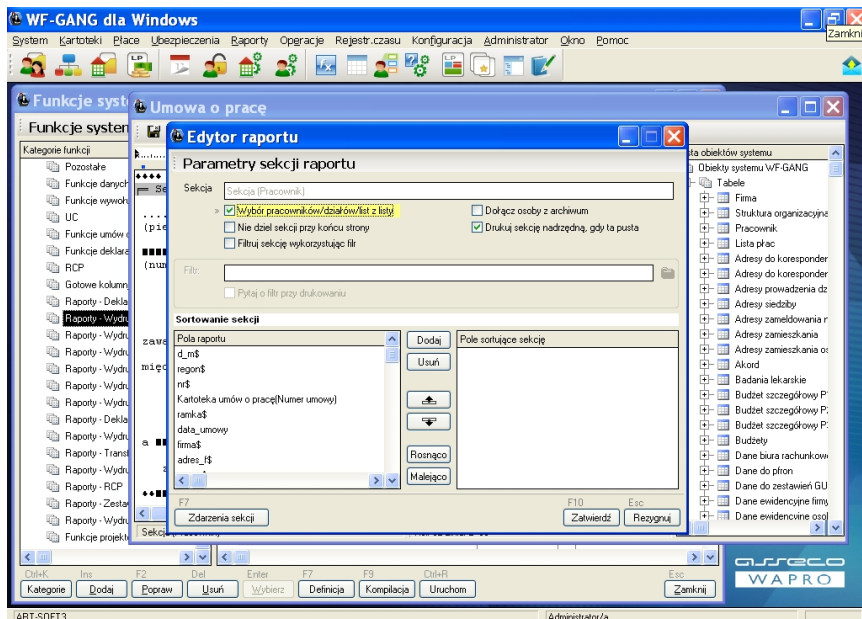 WF-GANG dla Windows
Zamkni
System Kartoteki Płace Ubezpieczenia Raporty Operacje Rejestr.czasu Konfiguracja Administrator Okno Pomoc
Funkcje syst
Umowa o pracę
Funkcje system
Edytor raportu
Kategorie funkcji
Pozostałe
Funkcje danych
Funkcje wywoł
UC
Funkcje umów
Funkcje deklara
RCP
Gotowe kolumn
Raporty - Dekla
Raporty - Wydru
Raporty - Wydru
Raporty - Wydru
Raporty - Wydru
Raporty - Wydru
Raporty - Wydru
Raporty - Dekla
Raporty - Wydru
Raporty - Transf
Raporty - Wydru
Raporty - RCP
Raporty - Zesta
Raporty - Wydru
Funkcje projekt
Se
(pie
(num
zawa
międ
a
Parametry sekcji raportu
Sekcja
Sekcja (Pracownik)
» Wybór pracowników/działów/list z listy
Dołącz osoby z archiwum
Nie dziel sekcji przy końcu strony
Drukuj sekcję nadrzędną, gdy ta pusta
Filtruj sekcję wykorzystując filr
Filtr:
Pytaj o filtr przy drukowaniu
Sortowanie sekcji
Pola raportu
d_m$
regon$
nr$
Kartoteka umów o pracę(Numer umowy)
ramka$
data_umowy
firma$
adres_f$
Dodaj
Usuń
Rosnąco
Malejąco
Pole sortujące sekcję
F7
Zdarzenia sekcji
F10 Esc
Zatwierdź Rezygnuj
sta obiektów systemu
Obiekty systemu WF-GANG
Tabele
Firma
Struktura organizacyjna
Pracownik
Lista płac
Adresy do koresponder
Adresy do koresponder
Adresy prowadzenia dz
Adresy siedziby
Adresy zameldowania r
Adresy zamieszkania
Adresy zamieszkania os
Akord
Badania lekarskie
Budżet szczegółowy P
Budżet szczegółowy P
Budżet szczegółowy P
Budżety
Dane biura rachunkow
Dane do pfron
Dane do zestawień GU
Dane ewidencyjne firmy
Dane ewidencyjne osol
asseco
WAPRO
Ctrl+K Ins F2 Del Enter F7 F9 Ctrl+R Esc
Kategorie Dodaj Popraw Usuń Wybierz Definicja Kompilacja Uruchom Zamknij
ART-SOFT3
Administrator/a